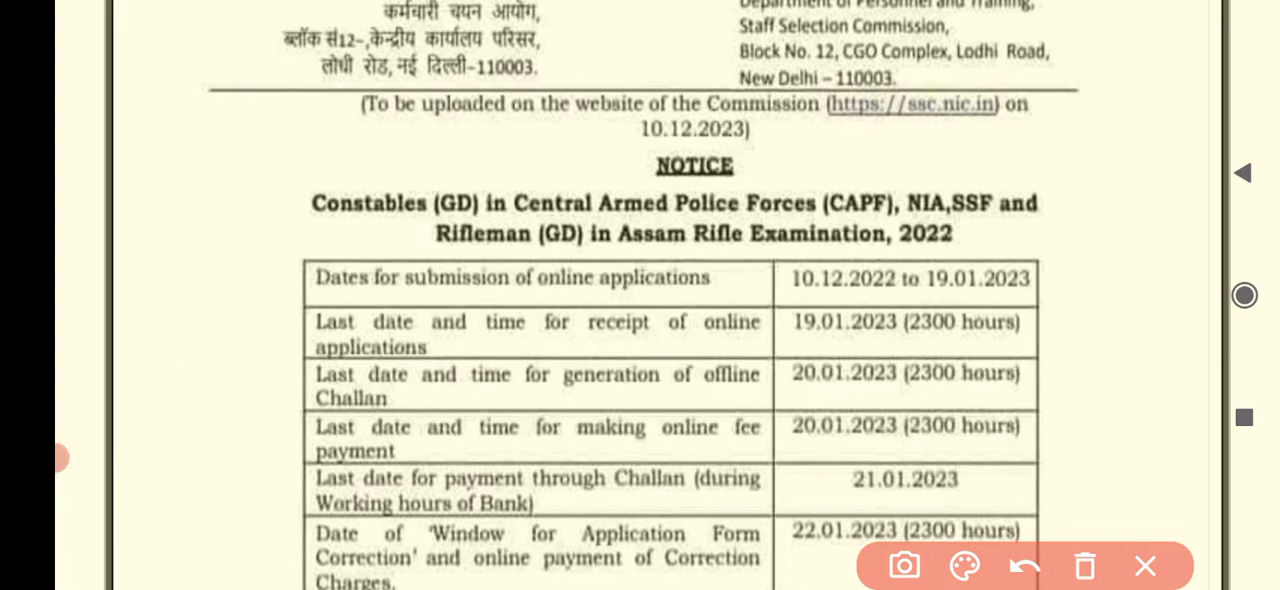 कर्मचारी चयन आयोग,
ब्लॉक सं12-,केन्द्रीय कार्यालय परिसर,
लोधी रोड, नई दिल्ली-110003.
Department of Personnel and Training,
Staff Selection Commission,
Block No. 12, CGO Complex, Lodhi Road,
New Delhi – 110003.
(To be uploaded on the website of the Commission (https://ssc.nic.in) on
10.12.2023)
NOTICE
Constables (GD) in Central Armed Police Forces (CAPF), NIA,SSF and
Rifleman (GD) in Assam Rifle Examination, 2022
Dates for submission of online applications 10.12.2022 to 19.01.2023
Last date and time for receipt of online 19.01.2023 (2300 hours)
applications
Last date and time for generation of offline 20.01.2023 (2300 hours)
Challan
Last date and time for making online fee 20.01.2023 (2300 hours)
payment
Last date for payment through Challan (during 21.01.2023
Working hours of Bank)
Date of 'Window for Application Form 22.01.2023 (2300 hours)
Correction' and online payment of Correction
Charges.